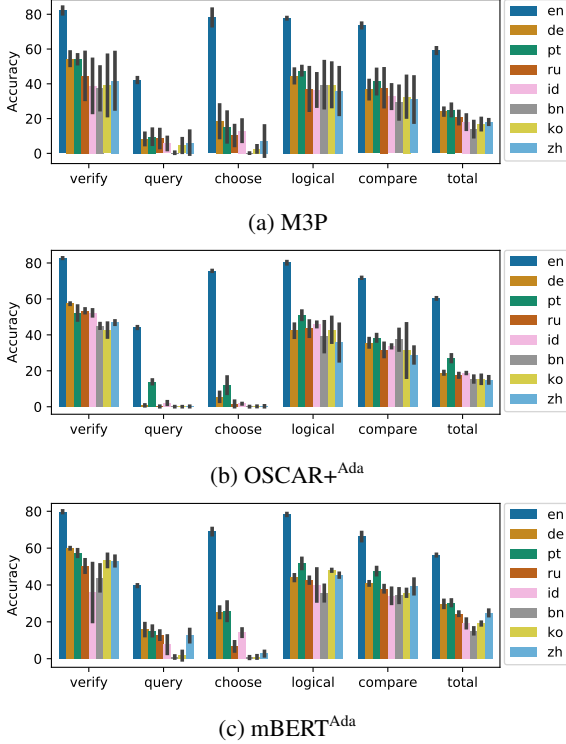 80
60
40
20
0
Accuracy
verify
query
choose
logical
compare
total
en
de
pt
ru
id
bn
ko
zh
(a) M3P
80
60
40
20
0
Accuracy
verify
query
choose
logical
compare
total
en
de
pt
ru
id
bn
ko
zh
(b) OSCAR+^Ada
80
60
40
20
0
Accuracy
verify
query
choose
logical
compare
total
en
de
pt
ru
id
bn
ko
zh
(c) mBERT^Ada